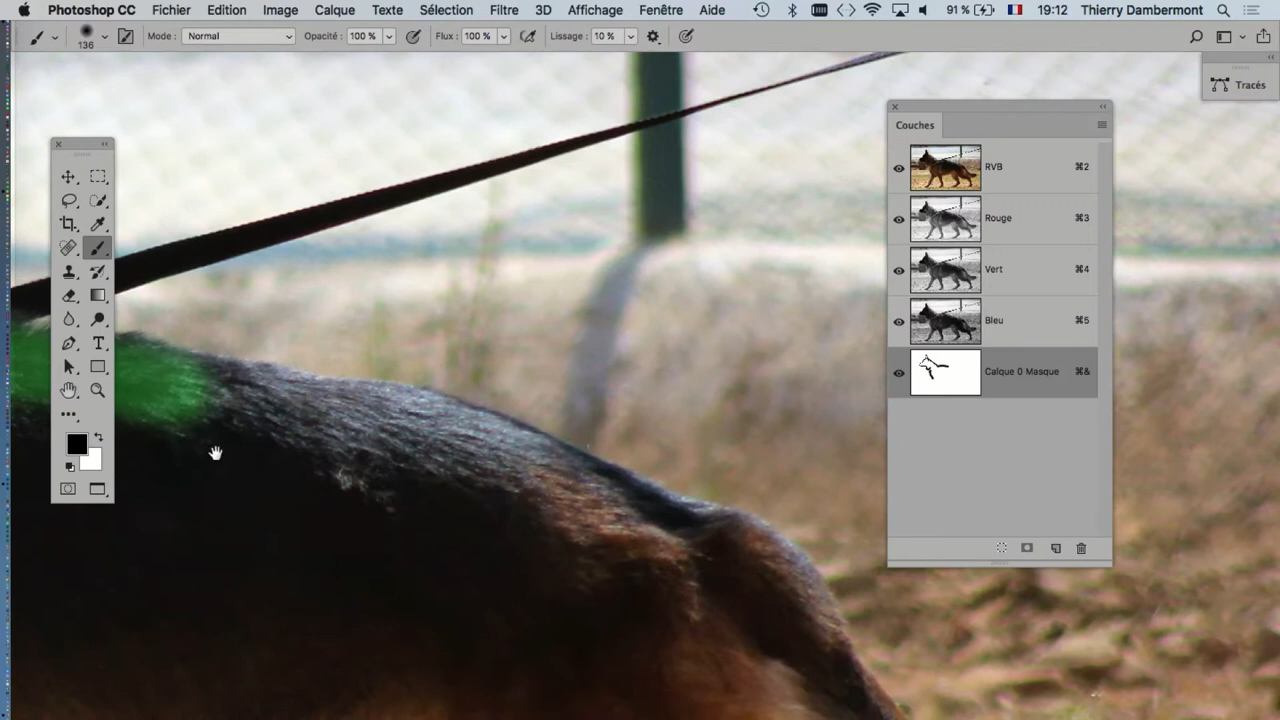 Photoshop CC Fichier Edition Image Calque Texte Sélection Filtre 3D Affichage Fenêtre Aide 91 % 19:12 Thierry Dambermont
136 Mode : Normal Opacité : 100 % Flux : 100 % Lissage : 10 %
Tracés
Couches
RVB ⌘2
Rouge ⌘3
Vert ⌘4
Bleu ⌘5
Calque 0 Masque ⌘&